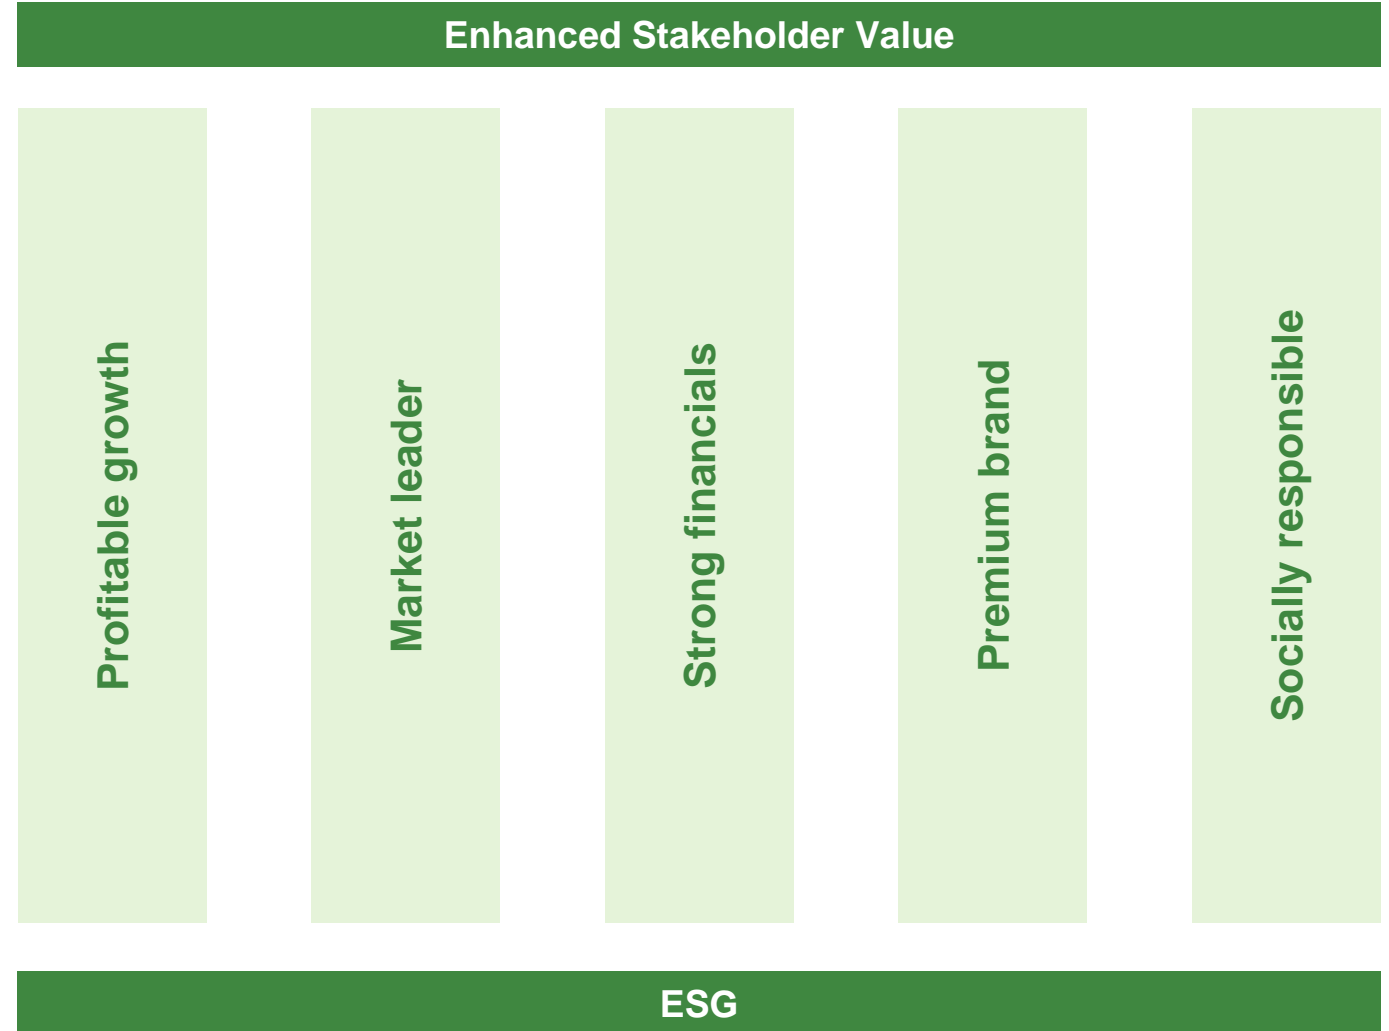 Enhanced Stakeholder Value
Profitable growth
Market leader
Strong financials
Premium brand
Socially responsible
ESG